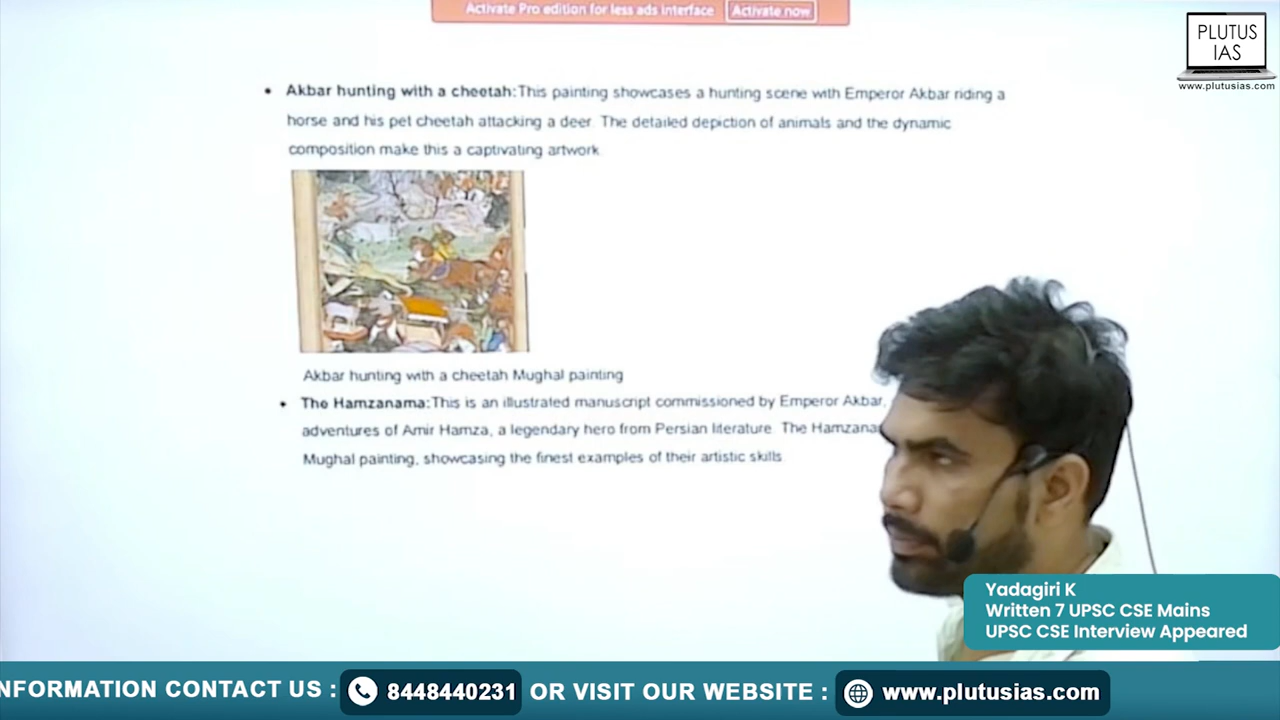 Activate Pro edition for less ads interface Activate now
PLUTUS
IAS
www.plutusias.com
• Akbar hunting with a cheetah:This painting showcases a hunting scene with Emperor Akbar riding a
horse and his pet cheetah attacking a deer. The detailed depiction of animals and the dynamic
composition make this a captivating artwork.
Akbar hunting with a cheetah Mughal painting
• The Hamzanama:This is an illustrated manuscript commissioned by Emperor Akbar,
adventures of Amir Hamza, a legendary hero from Persian literature. The Hamzana
Mughal painting, showcasing the finest examples of their artistic skills.
Yadagiri K
Written 7 UPSC CSE Mains
UPSC CSE Interview Appeared
NFORMATION CONTACT US : 8448440231 OR VISIT OUR WEBSITE : www.plutusias.com